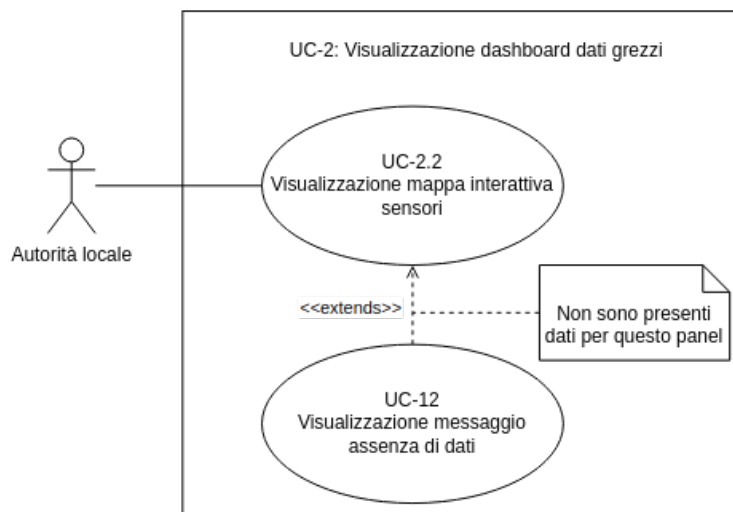 UC-2: Visualizzazione dashboard dati grezzi
UC-2.2
Visualizzazione mappa interattiva
sensori
Autorità locale
<<extends>>
Non sono presenti
dati per questo panel
UC-12
Visualizzazione messaggio
assenza di dati